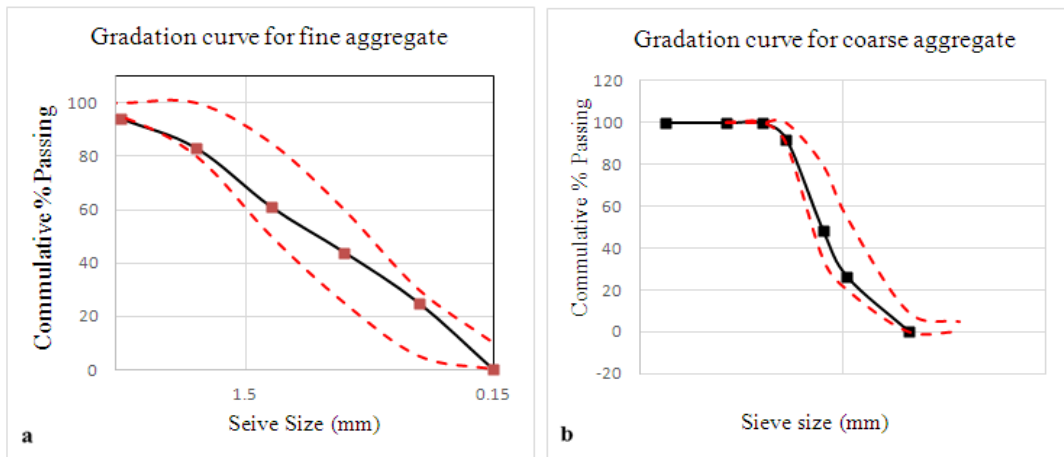 Gradation curve for fine aggregate
Commulative % Passing
100
80
60
40
20
0
1.5
0.15
Seive Size (mm)
a
Gradation curve for coarse aggregate
Commulative % Passing
120
100
80
60
40
20
0
-20
Sieve size (mm)
b